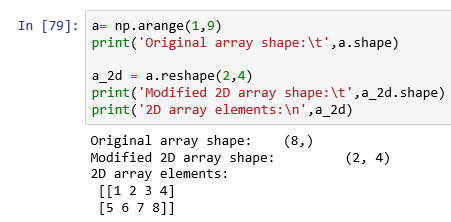 In [79]: a= np.arange(1,9)
print('Original array shape:\t',a.shape)
a_2d = a.reshape(2,4)
print('Modified 2D array shape:\t',a_2d.shape)
print('2D array elements:\n',a_2d)
Original array shape:    (8,)
Modified 2D array shape:         (2, 4)
2D array elements:
 [[1 2 3 4]
 [5 6 7 8]]